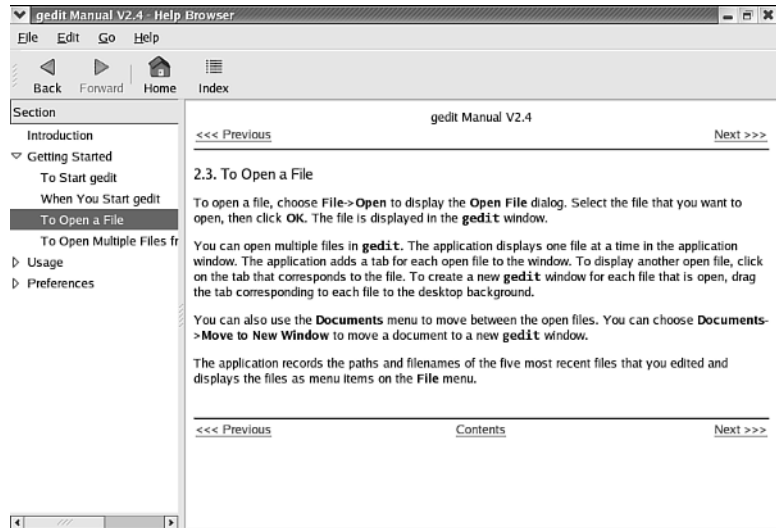 gedit Manual V2.4 - Help Browser
File Edit Go Help
Back Forward Home Index
Section
Introduction
Getting Started
To Start gedit
When You Start gedit
To Open a File
To Open Multiple Files fr
Usage
Preferences
gedit Manual V2.4
<<< Previous Next >>>
2.3. To Open a File
To open a file, choose File->Open to display the Open File dialog. Select the file that you want to
open, then click OK. The file is displayed in the gedit window.
You can open multiple files in gedit. The application displays one file at a time in the application
window. The application adds a tab for each open file to the window. To display another open file, click
on the tab that corresponds to the file. To create a new gedit window for each file that is open, drag
the tab corresponding to each file to the desktop background.
You can also use the Documents menu to move between the open files. You can choose Documents-
>Move to New Window to move a document to a new gedit window.
The application records the paths and filenames of the five most recent files that you edited and
displays the files as menu items on the File menu.
<<< Previous Contents Next >>>